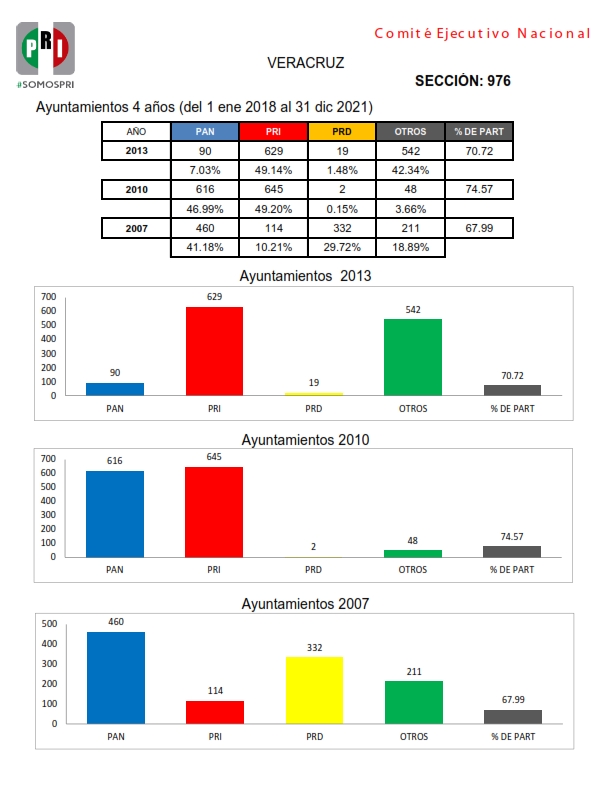 Comité Ejecutivo Nacional
PRI
#SOMOSPRI
VERACRUZ
SECCIÓN: 976
Ayuntamientos 4 años (del 1 ene 2018 al 31 dic 2021)
AÑO PAN PRI PRD OTROS % DE PART
2013 90 629 19 542 70.72
7.03% 49.14% 1.48% 42.34%
2010 616 645 2 48 74.57
46.99% 49.20% 0.15% 3.66%
2007 460 114 332 211 67.99
41.18% 10.21% 29.72% 18.89%
Ayuntamientos 2013
700
600
500
400
300
200
100
0
90
629
19
542
70.72
PAN PRI PRD OTROS % DE PART
Ayuntamientos 2010
700
600
500
400
300
200
100
0
616
645
2
48
74.57
PAN PRI PRD OTROS % DE PART
Ayuntamientos 2007
500
400
300
200
100
0
460
114
332
211
67.99
PAN PRI PRD OTROS % DE PART